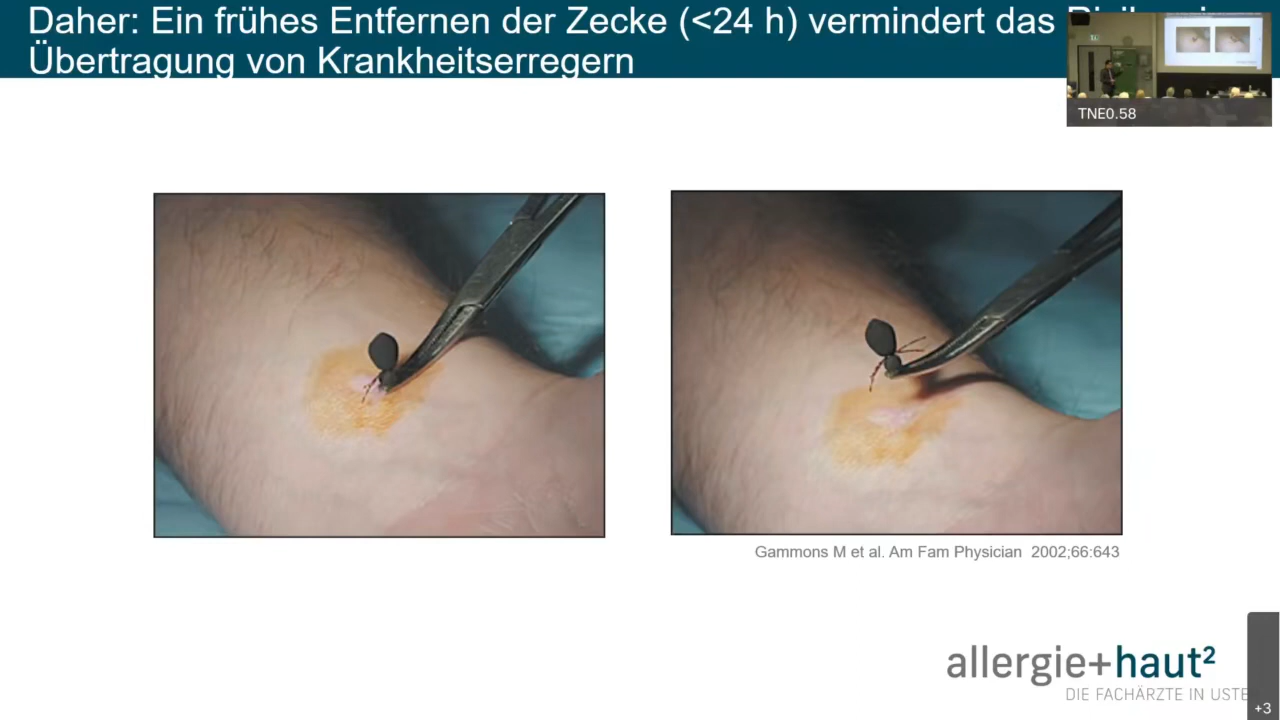 Daher: Ein frühes Entfernen der Zecke (<24 h) vermindert das
Übertragung von Krankheitserregern
TNE0.58
Gammons M et al. Am Fam Physician 2002;66:643
allergie+haut²
DIE FACHÄRZTE IN
+3